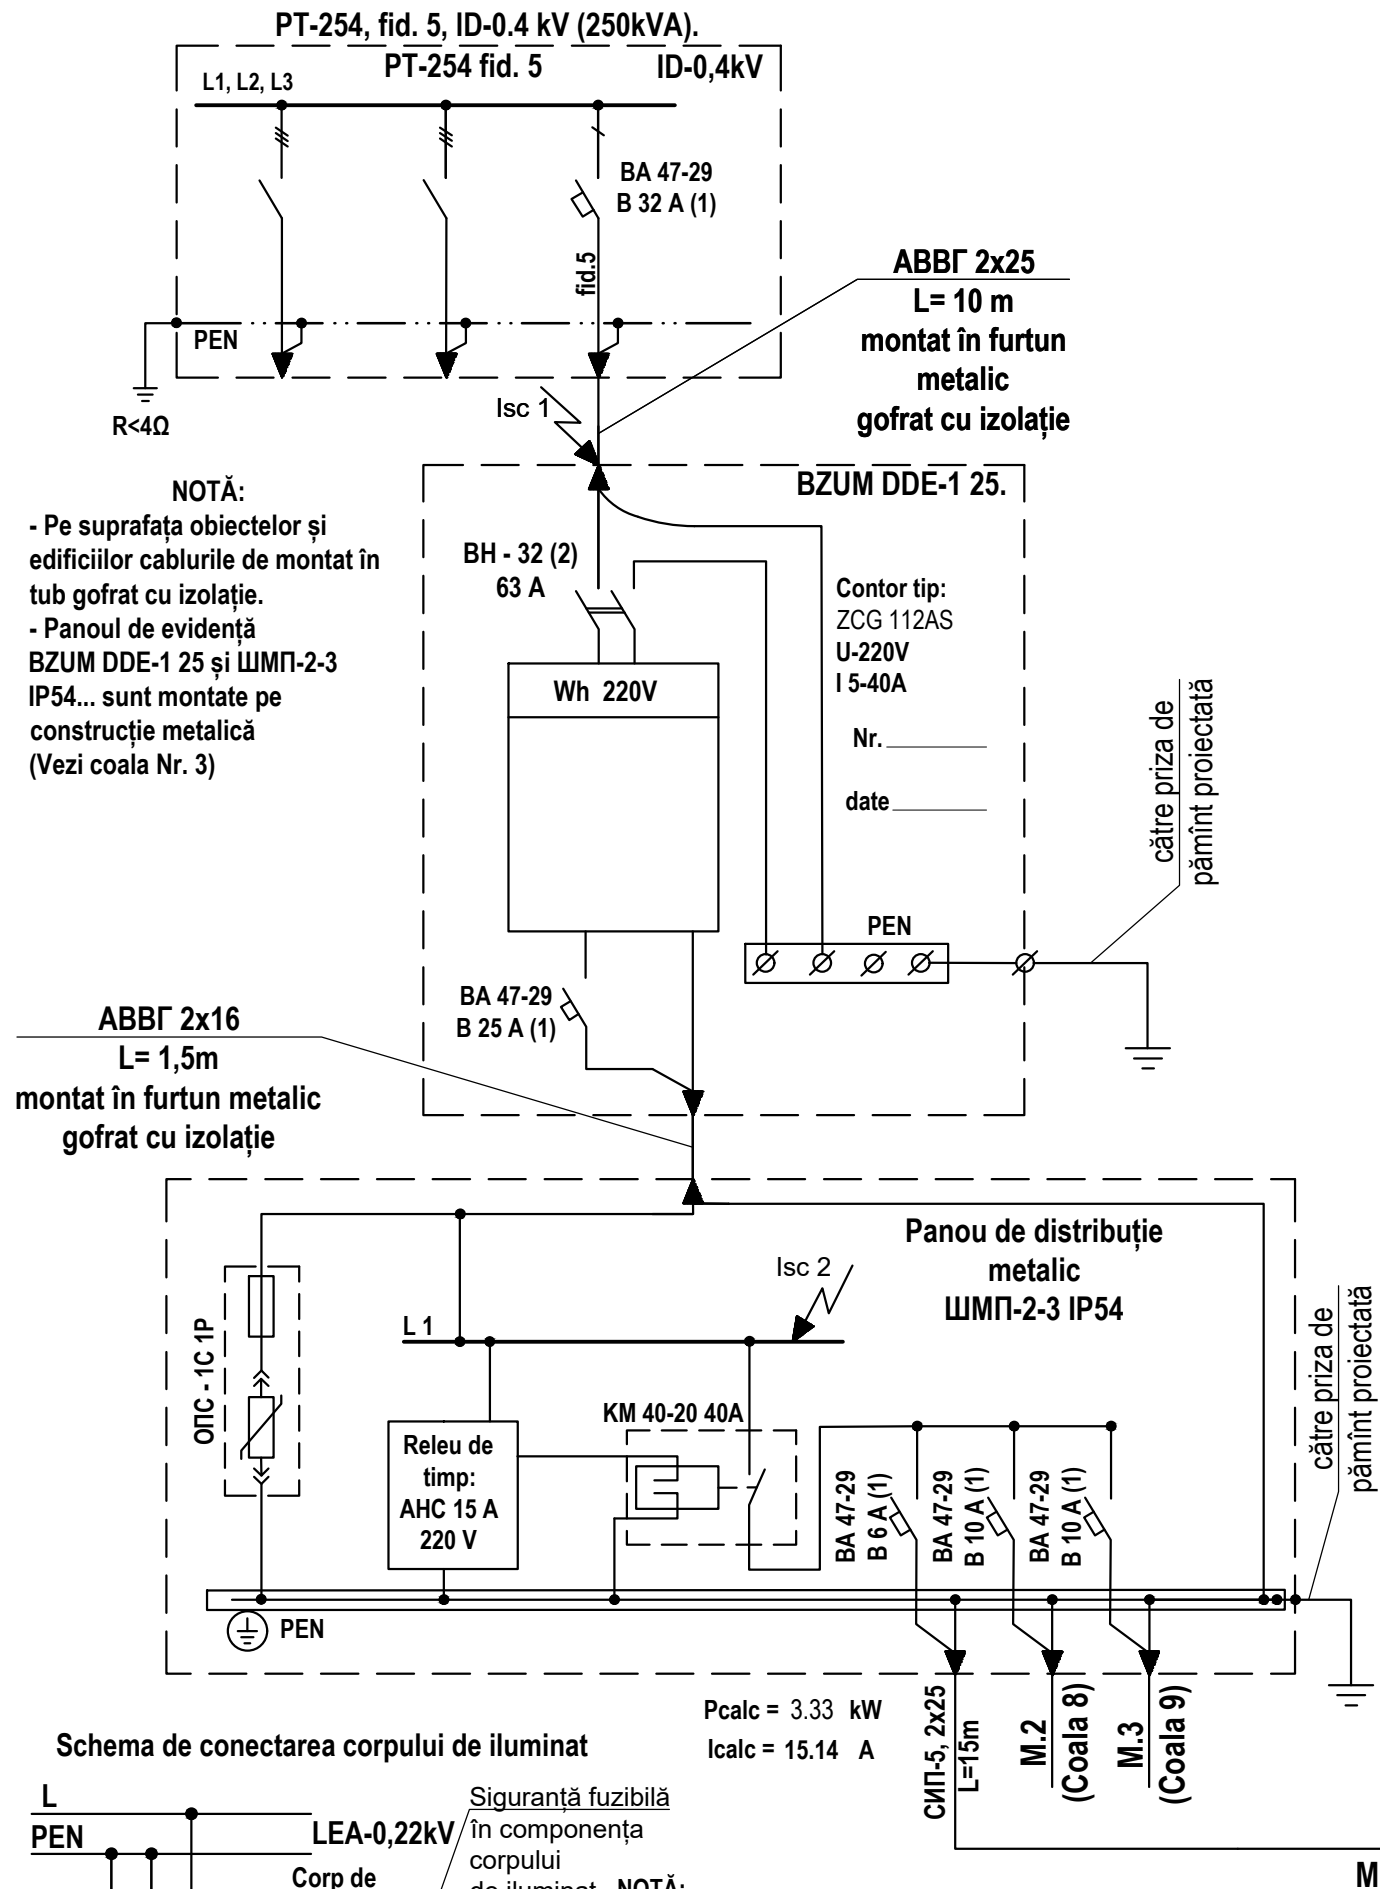 PT-254, fid. 5, ID-0.4 kV (250kVA).
PT-254 fid. 5
ID-0,4kV
L1, L2, L3
BA 47-29
B 32 A (1)
fid.5
PEN
R<4Ω
АВВГ 2x25
L= 10 m
montat în furtun
metalic
gofrat cu izolație
Isc 1
NOTĂ:
- Pe suprafața obiectelor și
edificiilor cablurile de montat în
tub gofrat cu izolație.
- Panoul de evidență
BZUM DDE-1 25 și ШМП-2-3
IP54... sunt montate pe
construcție metalică
(Vezi coala Nr. 3)
BZUM DDE-1 25.
BH - 32 (2)
63 A
Contor tip:
ZCG 112AS
U-220V
I 5-40A
Nr.
date
Wh 220V
către priza de
pămînt proiectată
PEN
BA 47-29
B 25 A (1)
АВВГ 2x16
L= 1,5m
montat în furtun metalic
gofrat cu izolație
Panou de distribuție
metalic
ШМП-2-3 IP54
Isc 2
L 1
ОПС - 1С 1Р
KM 40-20 40A
Releu de
timp:
AHC 15 A
220 V
BA 47-29
B 6 A (1)
BA 47-29
B 10 A (1)
BA 47-29
B 10 A (1)
către priza de
pămînt proiectată
PEN
Pcalc = 3.33 kW
Icalc = 15.14 A
СИП-5, 2x25
L=15m
M.2
(Coala 8)
M.3
(Coala 9)
Schema de conectarea corpului de iluminat
L
PEN
LEA-0,22kV
Corp de
Siguranță fuzibilă
în componența
corpului
de iluminat
NOTĂ:
M